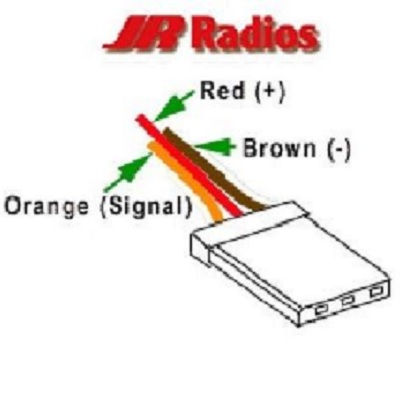 JR Radios
Red (+)
Brown (-)
Orange (Signal)